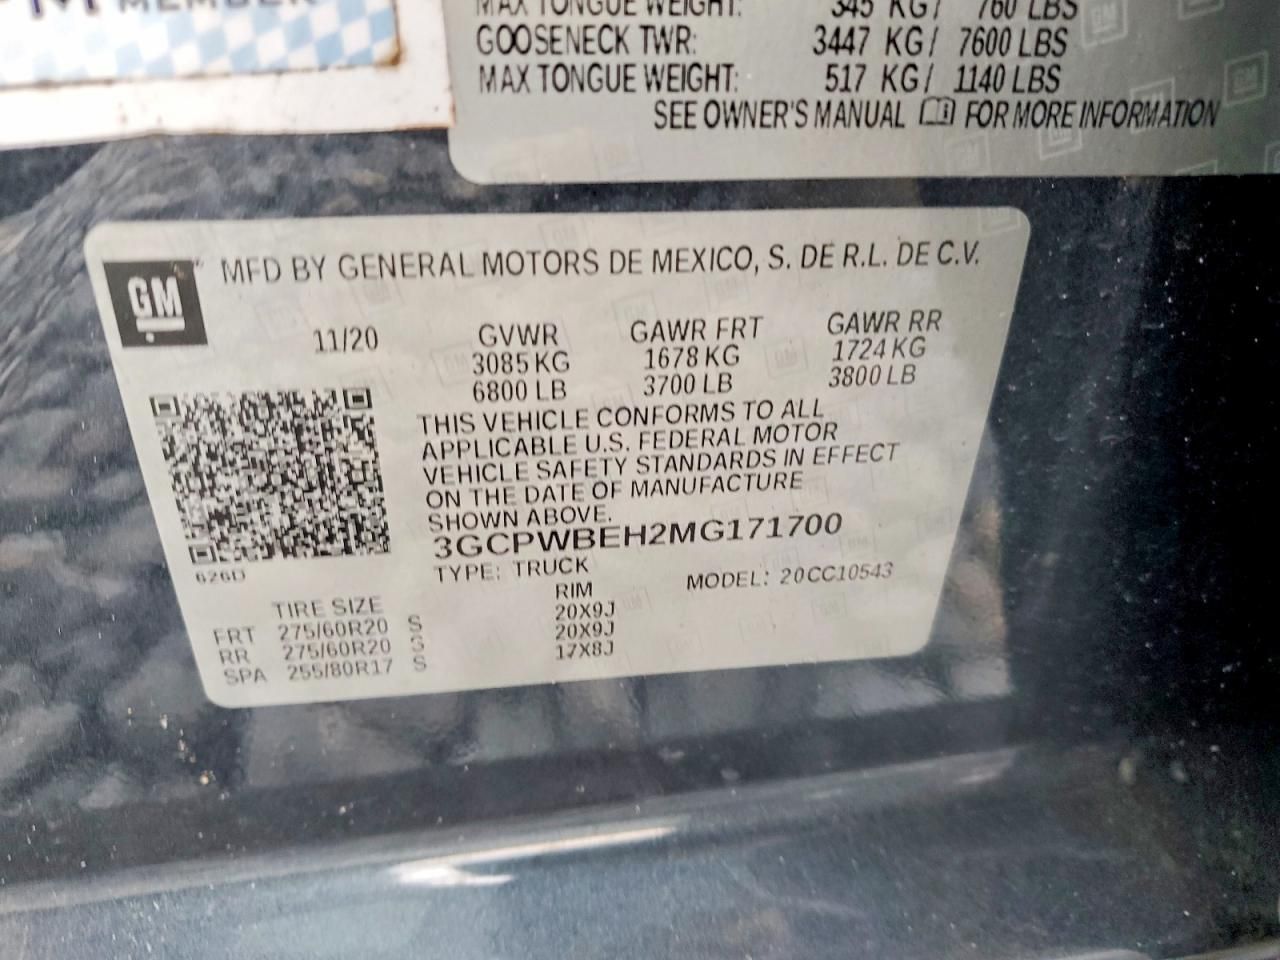 MEMBER
MAX TONGUE WEIGHT: 345 KG/ 760 LBS
GOOSENECK TWR: 3447 KG/ 7600 LBS
MAX TONGUE WEIGHT: 517 KG/ 1140 LBS
SEE OWNER'S MANUAL FOR MORE INFORMATION
GM MFD BY GENERAL MOTORS DE MEXICO, S. DE R.L. DE C.V.
11/20 GVWR GAWR FRT GAWR RR
3085 KG 1678 KG 1724 KG
6800 LB 3700 LB 3800 LB
THIS VEHICLE CONFORMS TO ALL
APPLICABLE U.S. FEDERAL MOTOR
VEHICLE SAFETY STANDARDS IN EFFECT
ON THE DATE OF MANUFACTURE
SHOWN ABOVE.
3GCPWBEH2MG171700
626D TYPE: TRUCK MODEL: 20CC10543
TIRE SIZE RIM
FRT 275/60R20 S 20X9J
RR 275/60R20 S 20X9J
SPA 255/80R17 S 17X8J